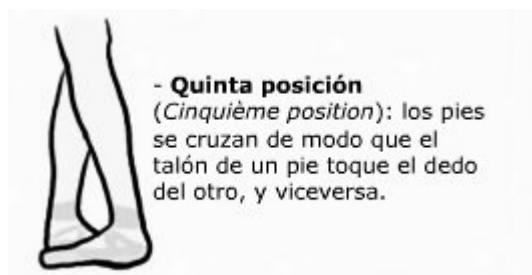 - Quinta posición
(Cinquième position): los pies
se cruzan de modo que el
talón de un pie toque el dedo
del otro, y viceversa.